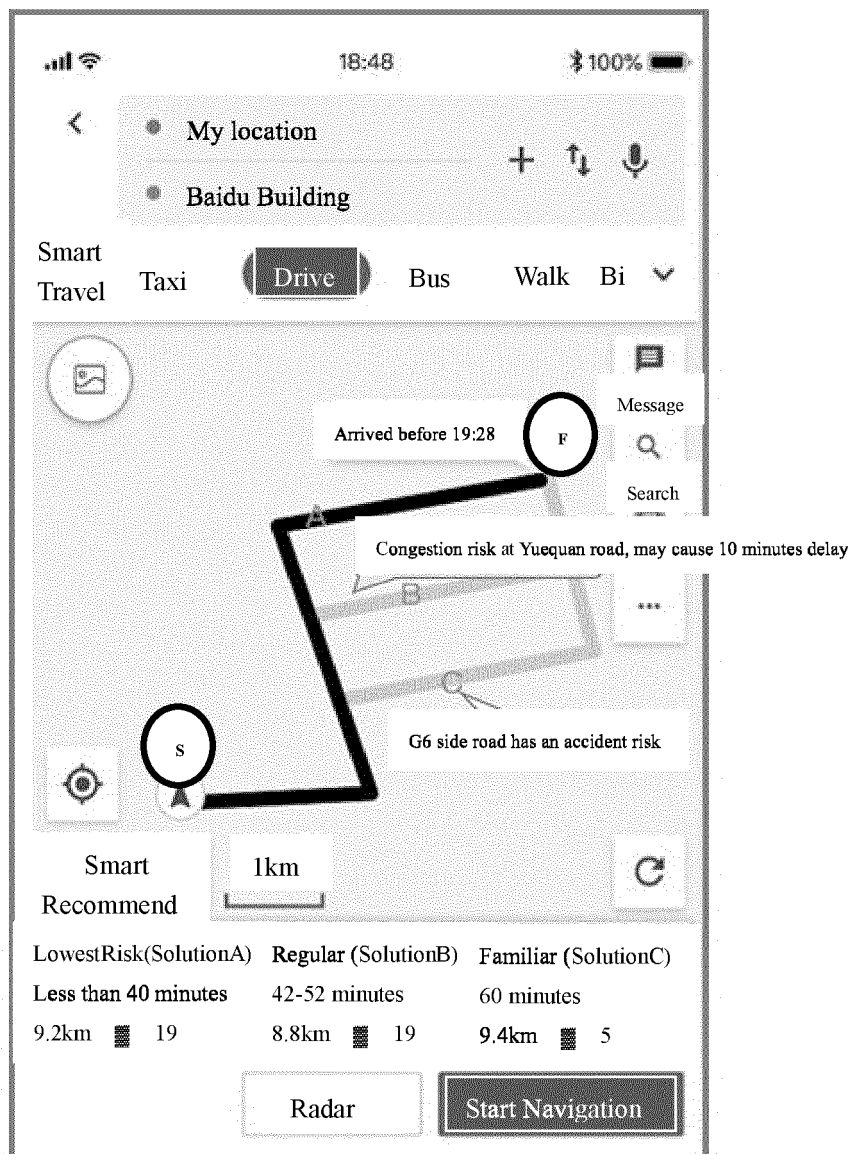 18:48
100%
My location
Baidu Building
Smart
Travel
Taxi
Drive
Bus
Walk
Bi
Message
Arrived before 19:28
F
Search
A
Congestion risk at Yuequan road, may cause 10 minutes delay
B
C
G6 side road has an accident risk
S
Smart
Recommend
1km
LowestRisk(SolutionA) Regular (SolutionB) Familiar (SolutionC)
Less than 40 minutes 42-52 minutes 60 minutes
9.2km 19 8.8km 19 9.4km 5
Radar
Start Navigation